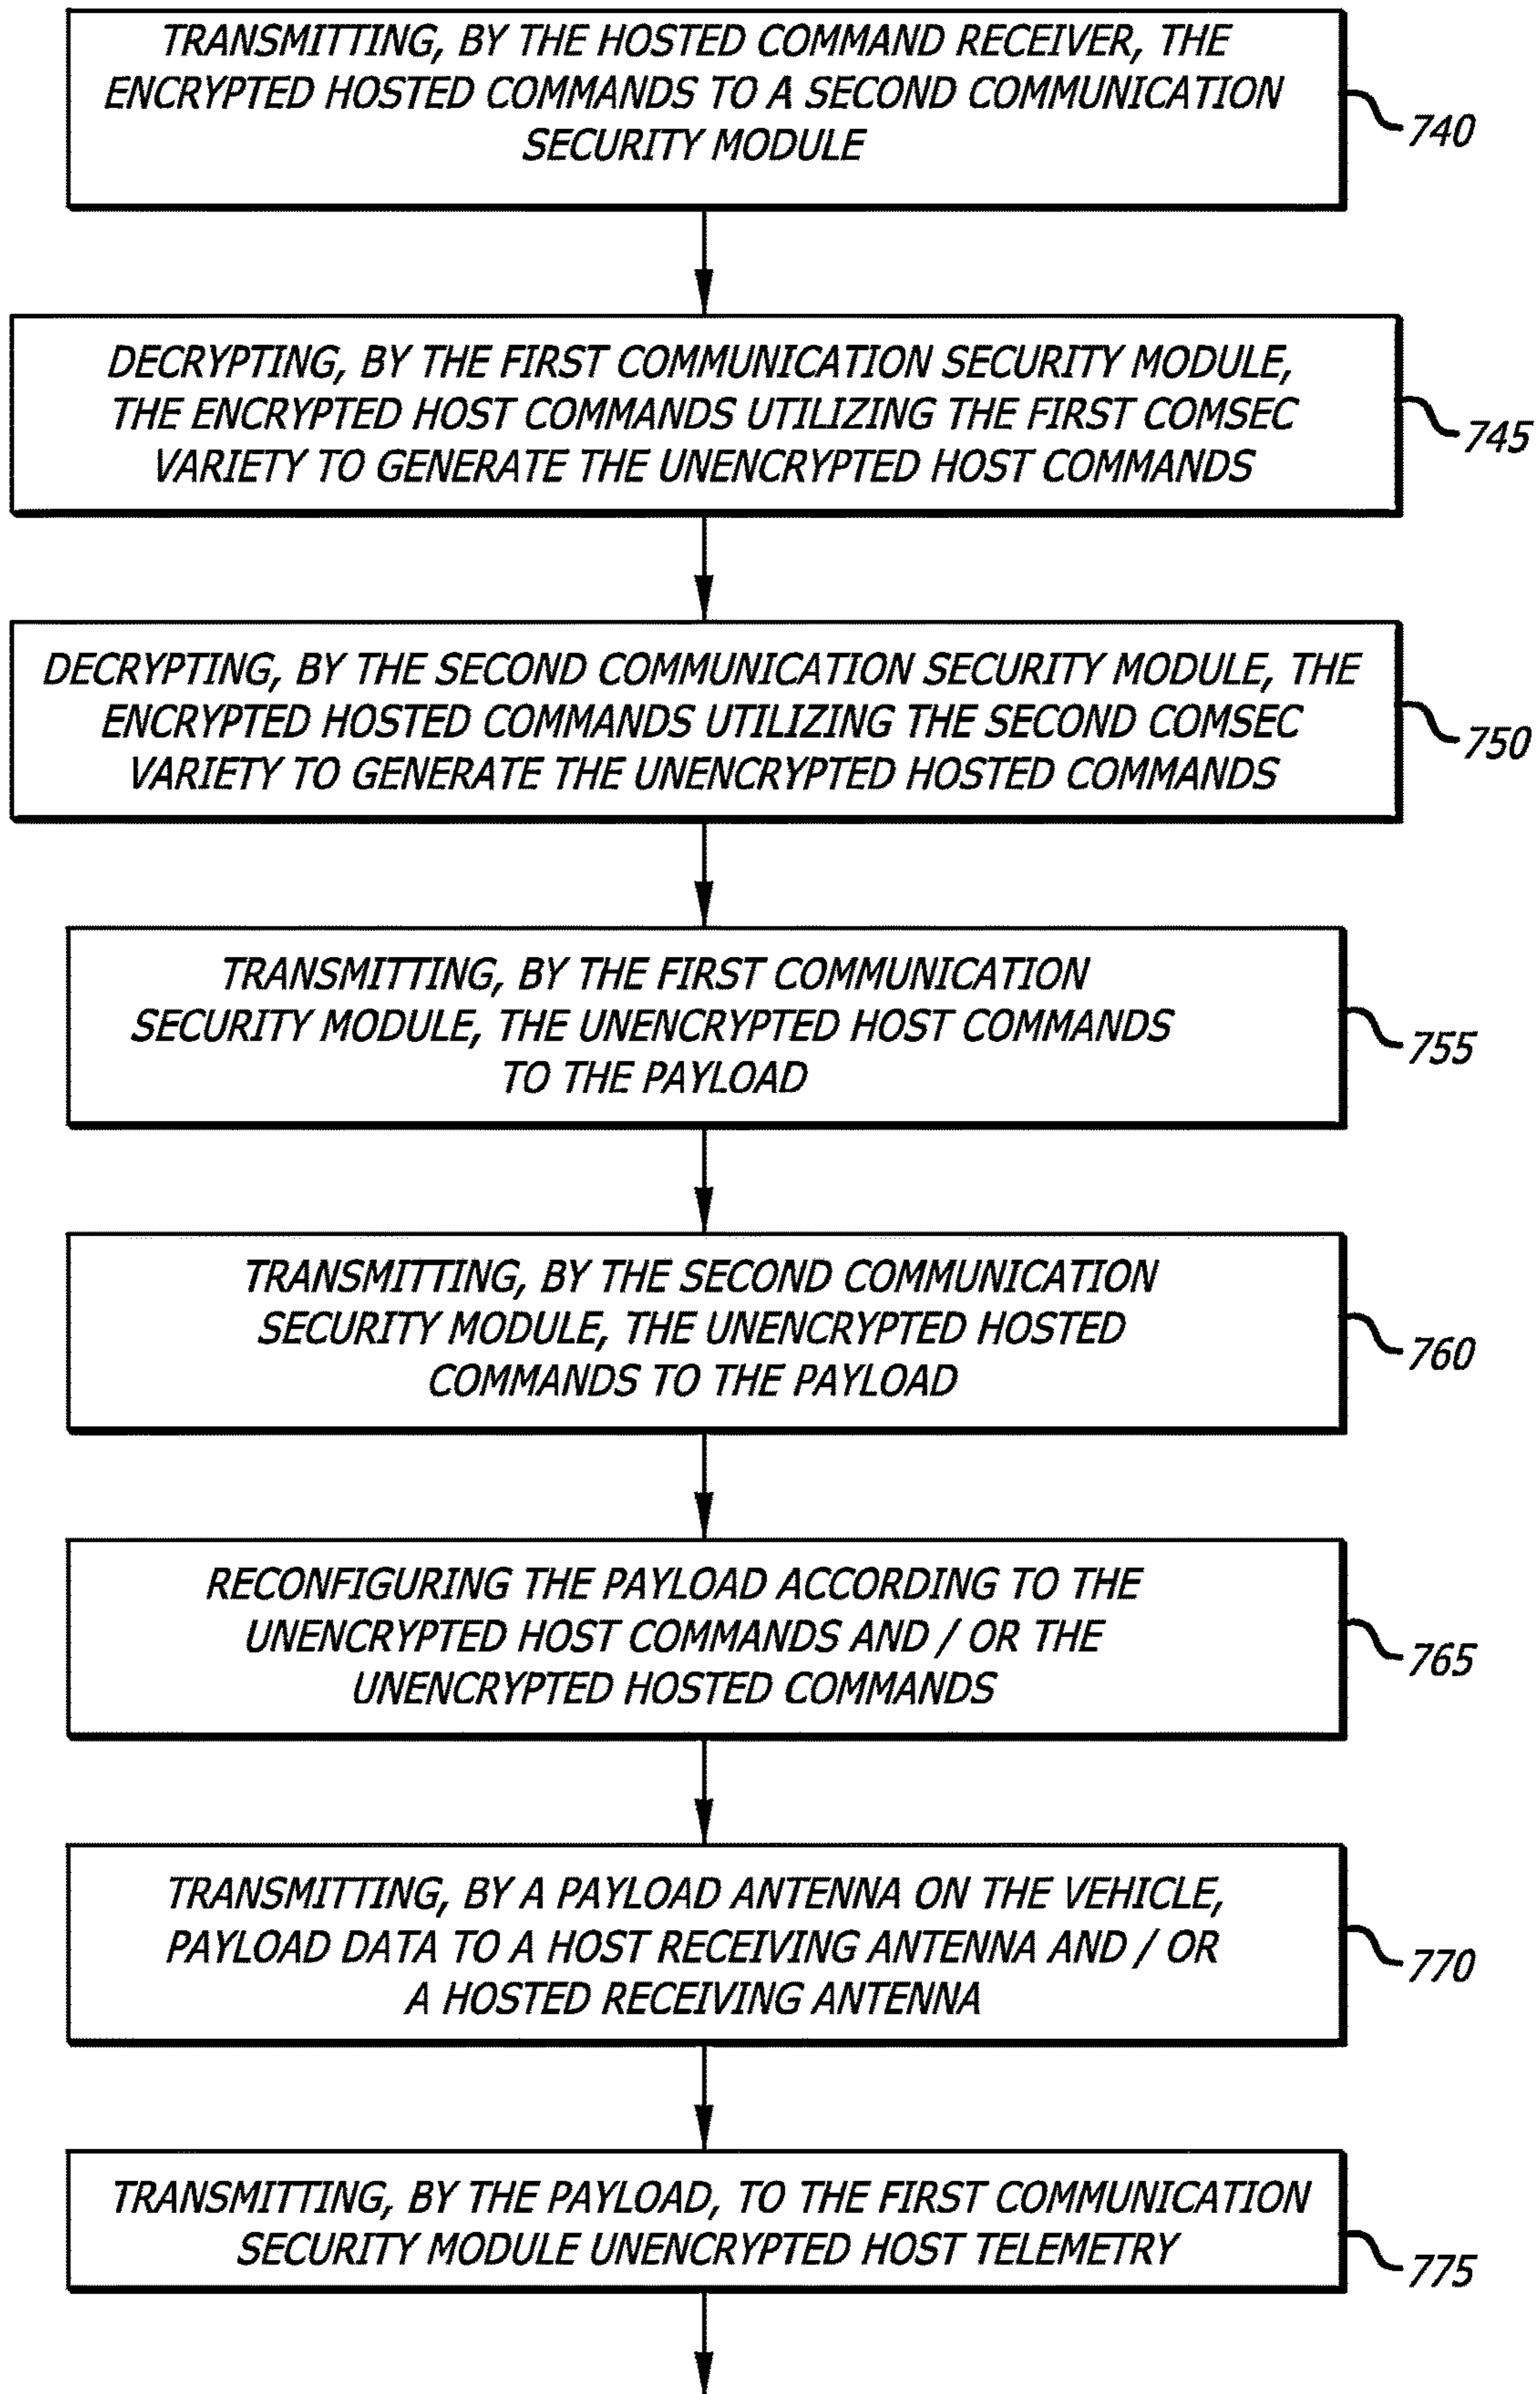 TRANSMITTING, BY THE HOSTED COMMAND RECEIVER, THE
ENCRYPTED HOSTED COMMANDS TO A SECOND COMMUNICATION
SECURITY MODULE
740
DECRYPTING, BY THE FIRST COMMUNICATION SECURITY MODULE,
THE ENCRYPTED HOST COMMANDS UTILIZING THE FIRST COMSEC
VARIETY TO GENERATE THE UNENCRYPTED HOST COMMANDS
745
DECRYPTING, BY THE SECOND COMMUNICATION SECURITY MODULE, THE
ENCRYPTED HOSTED COMMANDS UTILIZING THE SECOND COMSEC
VARIETY TO GENERATE THE UNENCRYPTED HOSTED COMMANDS
750
TRANSMITTING, BY THE FIRST COMMUNICATION
SECURITY MODULE, THE UNENCRYPTED HOST COMMANDS
TO THE PAYLOAD
755
TRANSMITTING, BY THE SECOND COMMUNICATION
SECURITY MODULE, THE UNENCRYPTED HOSTED
COMMANDS TO THE PAYLOAD
760
RECONFIGURING THE PAYLOAD ACCORDING TO THE
UNENCRYPTED HOST COMMANDS AND / OR THE
UNENCRYPTED HOSTED COMMANDS
765
TRANSMITTING, BY A PAYLOAD ANTENNA ON THE VEHICLE,
PAYLOAD DATA TO A HOST RECEIVING ANTENNA AND / OR
A HOSTED RECEIVING ANTENNA
770
TRANSMITTING, BY THE PAYLOAD, TO THE FIRST COMMUNICATION
SECURITY MODULE UNENCRYPTED HOST TELEMETRY
775